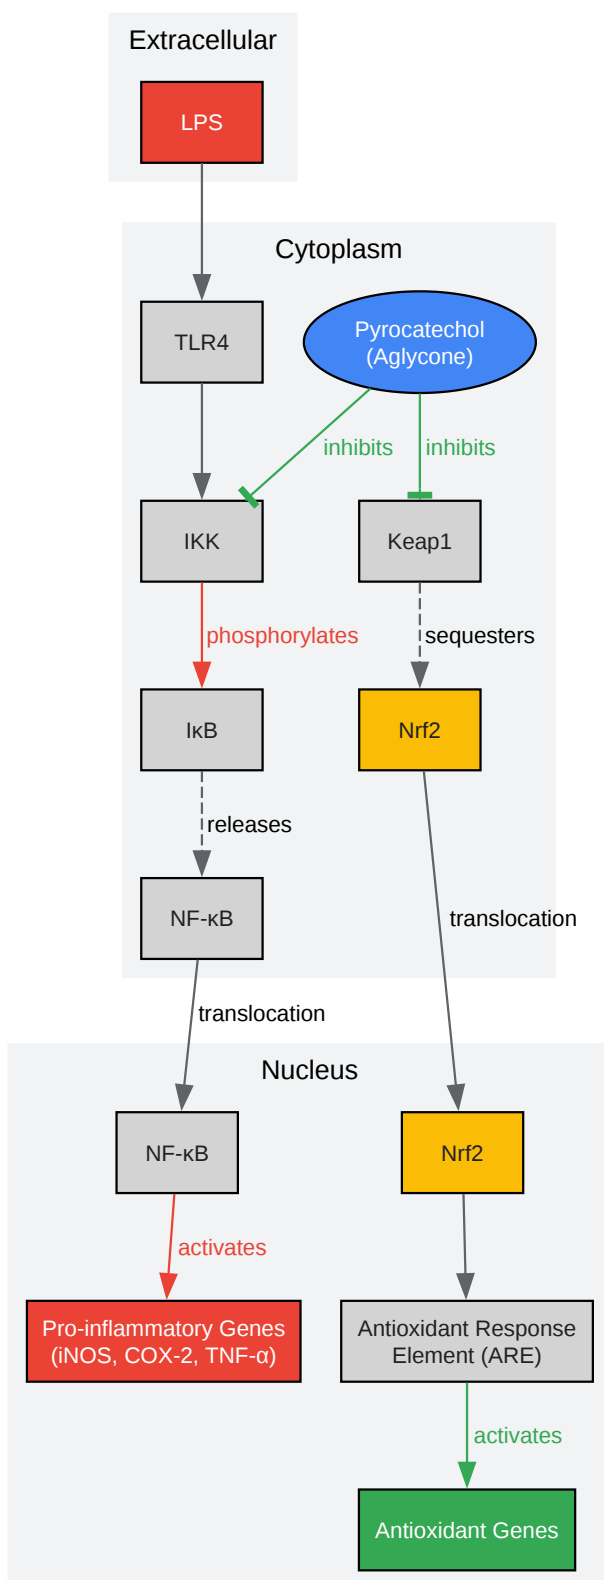 Extracellular
LPS
Cytoplasm
TLR4
Pyrocatechol
(Aglycone)
inhibits
inhibits
IKK
Keap1
phosphorylates
sequesters
IκB
Nrf2
releases
NF-κB
translocation
translocation
Nucleus
NF-κB
Nrf2
activates
Pro-inflammatory Genes
(iNOS, COX-2, TNF-α)
Antioxidant Response
Element (ARE)
activates
Antioxidant Genes